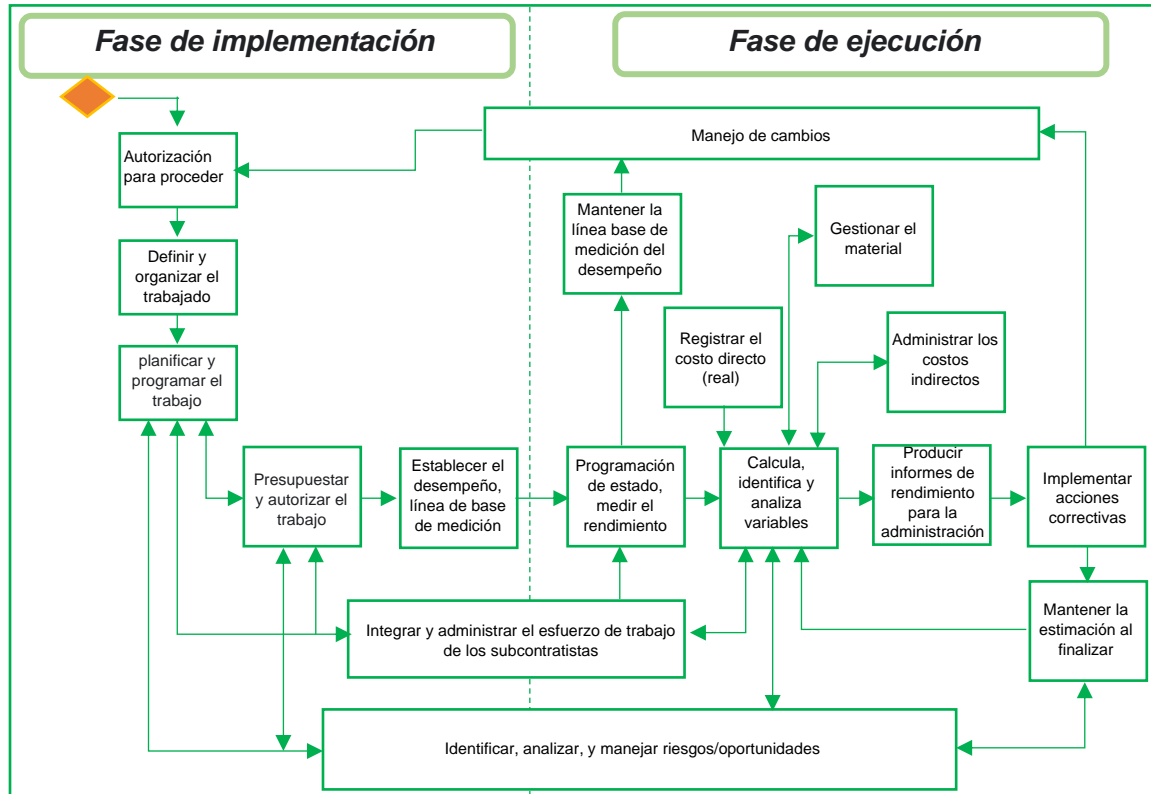 Fase de implementación
Fase de ejecución
Manejo de cambios
Autorización
para proceder
Mantener la
línea base de
medición del
desempeño
Gestionar el
material
Definir y
organizar el
trabajado
Registrar el
costo directo
(real)
Administrar los
costos
indirectos
planificar y
programar el
trabajo
Presupuestar
y autorizar el
trabajo
Establecer el
desempeño,
línea de base
de medición
Programación
de estado,
medir el
rendimiento
Calcula,
identifica y
analiza
variables
Producir
informes de
rendimiento
para la
administración
Implementar
acciones
correctivas
Integrar y administrar el esfuerzo de trabajo
de los subcontratistas
Mantener la
estimación al
finalizar
Identificar, analizar, y manejar riesgos/oportunidades